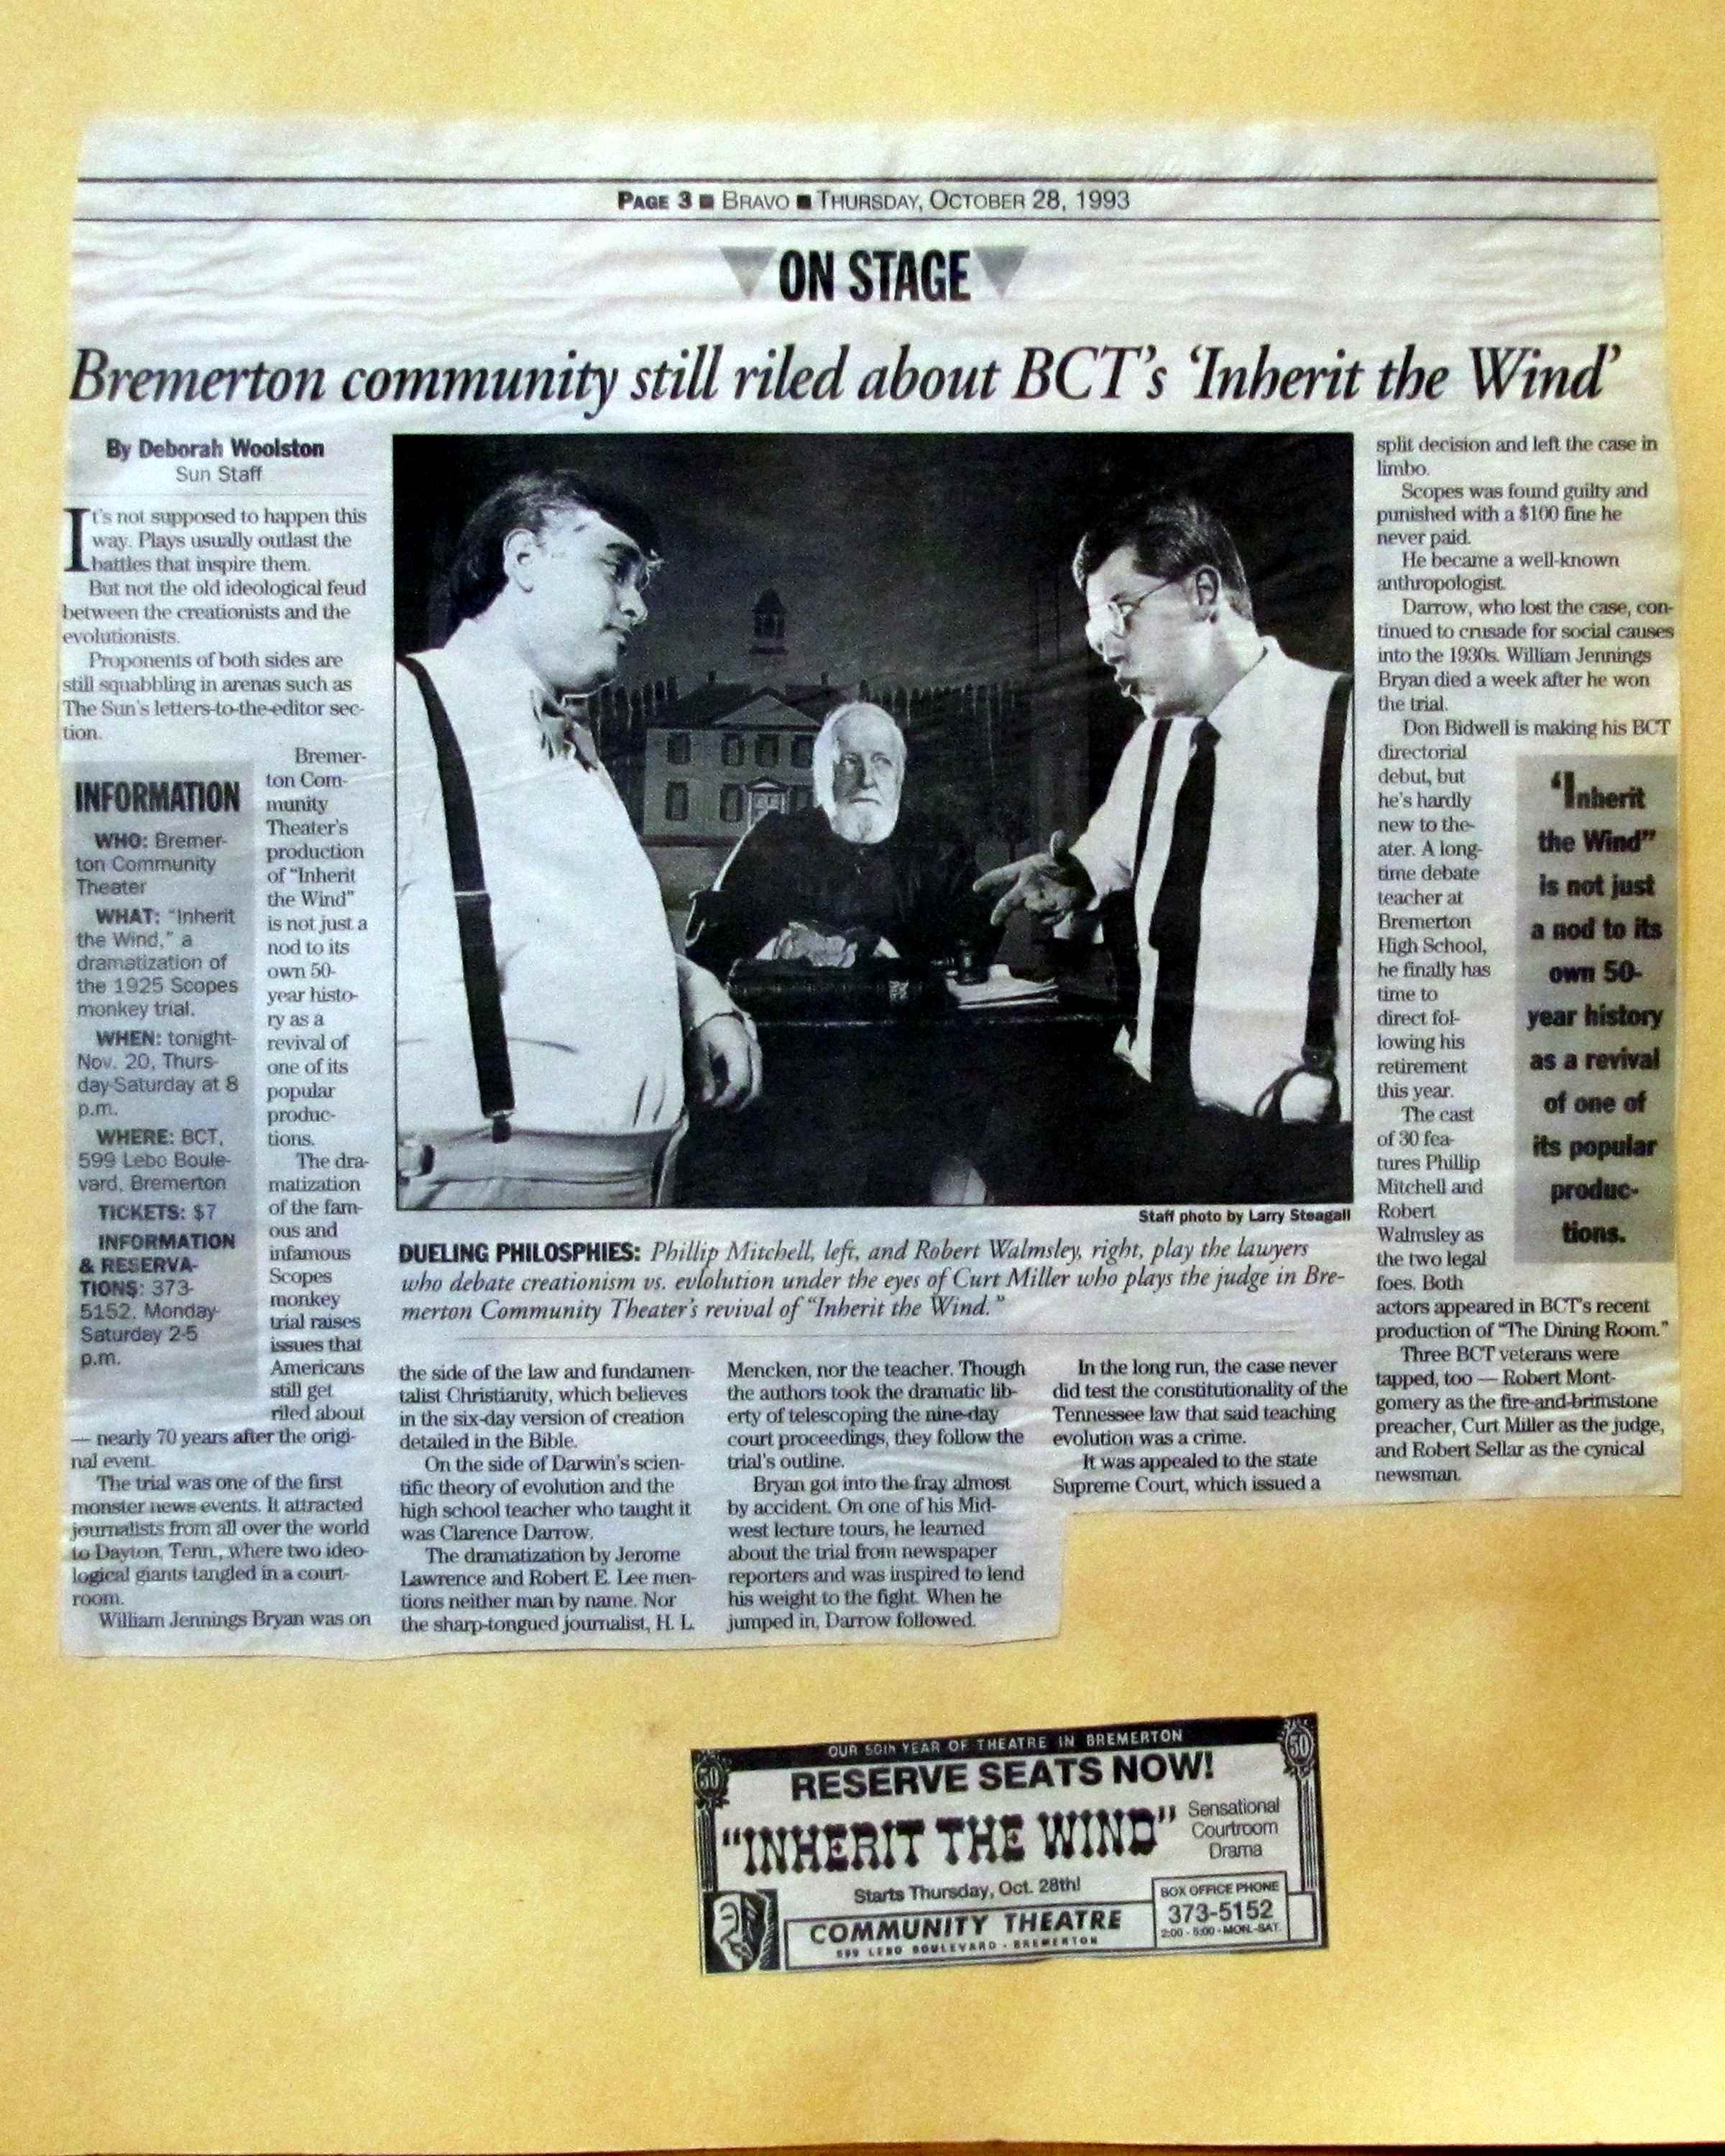 PAGE 3 ■ BRAVO ■ THURSDAY, OCTOBER 28, 1993
ON STAGE
Bremerton community still riled about BCT's 'Inherit the Wind'
By Deborah Woolston
Sun Staff
It's not supposed to happen this
way. Plays usually outlast the
battles that inspire them.
But not the old ideological feud
between the creationists and the
evolutionists.
Proponents of both sides are
still squabbling in arenas such as
The Sun's letters-to-the-editor sec-
tion.
Bremer-
ton Com-
munity
Theater's
production
of "Inherit
the Wind"
is not just a
nod to its
own 50-
year histo-
ry as a
revival of
one of its
popular
produc-
tions.
The dra-
matization
of the fam-
ous and
infamous
Scopes
monkey
trial raises
issues that
Americans
still get
riled about
— nearly 70 years after the origi-
nal event.
The trial was one of the first
monster news events. It attracted
journalists from all over the world
to Dayton, Tenn., where two ideo-
logical giants tangled in a court-
room.
William Jennings Bryan was on
INFORMATION
WHO: Bremer-
ton Community
Theater
WHAT: "Inherit
the Wind," a
dramatization of
the 1925 Scopes
monkey trial.
WHEN: tonight-
Nov. 20, Thurs-
day-Saturday at 8
p.m.
WHERE: BCT,
599 Lebo Boule-
vard, Bremerton
TICKETS: $7
INFORMATION
& RESERVA-
TIONS: 373-
5152, Monday-
Saturday 2-5
p.m.
Staff photo by Larry Steagall
DUELING PHILOSPHIES: Phillip Mitchell, left, and Robert Walmsley, right, play the lawyers
who debate creationism vs. evlolution under the eyes of Curt Miller who plays the judge in Bre-
merton Community Theater's revival of "Inherit the Wind."
the side of the law and fundamen-
talist Christianity, which believes
in the six-day version of creation
detailed in the Bible.
On the side of Darwin's scien-
tific theory of evolution and the
high school teacher who taught it
was Clarence Darrow.
The dramatization by Jerome
Lawrence and Robert E. Lee men-
tions neither man by name. Nor
the sharp-tongued journalist, H. L.
Mencken, nor the teacher. Though
the authors took the dramatic lib-
erty of telescoping the nine-day
court proceedings, they follow the
trial's outline.
Bryan got into the fray almost
by accident. On one of his Mid-
west lecture tours, he learned
about the trial from newspaper
reporters and was inspired to lend
his weight to the fight. When he
jumped in, Darrow followed.
In the long run, the case never
did test the constitutionality of the
Tennessee law that said teaching
evolution was a crime.
It was appealed to the state
Supreme Court, which issued a
split decision and left the case in
limbo.
Scopes was found guilty and
punished with a $100 fine he
never paid.
He became a well-known
anthropologist.
Darrow, who lost the case, con-
tinued to crusade for social causes
into the 1930s. William Jennings
Bryan died a week after he won
the trial.
Don Bidwell is making his BCT
directorial
debut, but
he's hardly
new to the-
ater. A long-
time debate
teacher at
Bremerton
High School,
he finally has
time to
direct fol-
lowing his
retirement
this year.
The cast
of 30 fea-
tures Phillip
Mitchell and
Robert
Walmsley as
the two legal
foes. Both
actors appeared in BCT's recent
production of "The Dining Room."
Three BCT veterans were
tapped, too — Robert Mont-
gomery as the fire-and-brimstone
preacher, Curt Miller as the judge,
and Robert Sellar as the cynical
newsman.
'Inherit
the Wind"
is not just
a nod to its
own 50-
year history
as a revival
of one of
its popular
produc-
tions.
OUR 50th YEAR OF THEATRE IN BREMERTON
50
50
RESERVE SEATS NOW!
"INHERIT THE WIND"
Sensational
Courtroom
Drama
Starts Thursday, Oct. 28th!
COMMUNITY THEATRE
599 LEBO BOULEVARD - BREMERTON
BOX OFFICE PHONE
373-5152
2:00 - 5:00 - MON.-SAT.